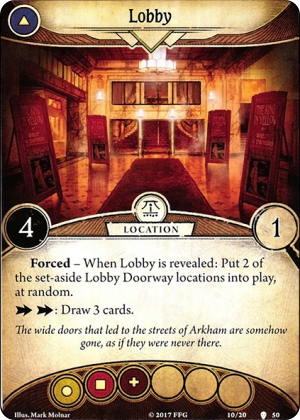 Lobby
4
LOCATION
1
Forced – When Lobby is revealed: Put 2 of
the set-aside Lobby Doorway locations into play,
at random.
: Draw 3 cards.
The wide doors that led to the streets of Arkham are somehow
gone, as if they were never there.
Illus. Mark Molnar
© 2017 FFG
10/20
50